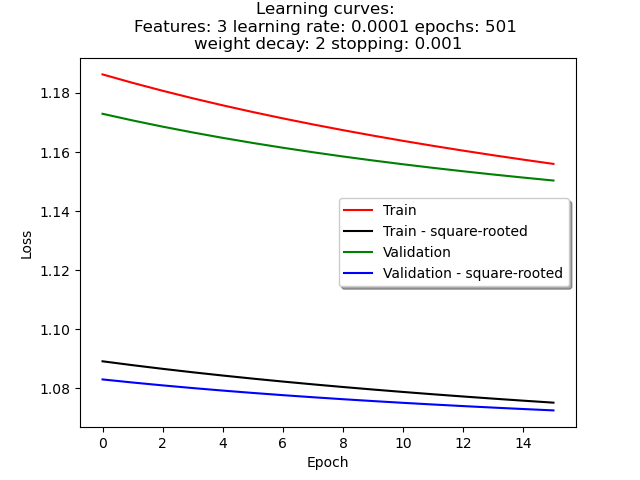 Learning curves:
Features: 3 learning rate: 0.0001 epochs: 501
weight decay: 2 stopping: 0.001
1.18
1.16
1.14
1.12
1.10
1.08
Loss
Train
Train - square-rooted
Validation
Validation - square-rooted
0 2 4 6 8 10 12 14
Epoch